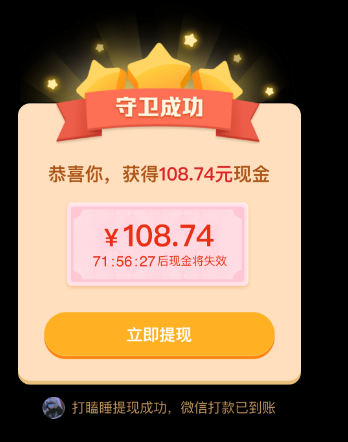 守卫成功
恭喜你，获得108.74元现金
¥108.74
71:56:27后现金将失效
立即提现
打瞌睡提现成功，微信打款已到账